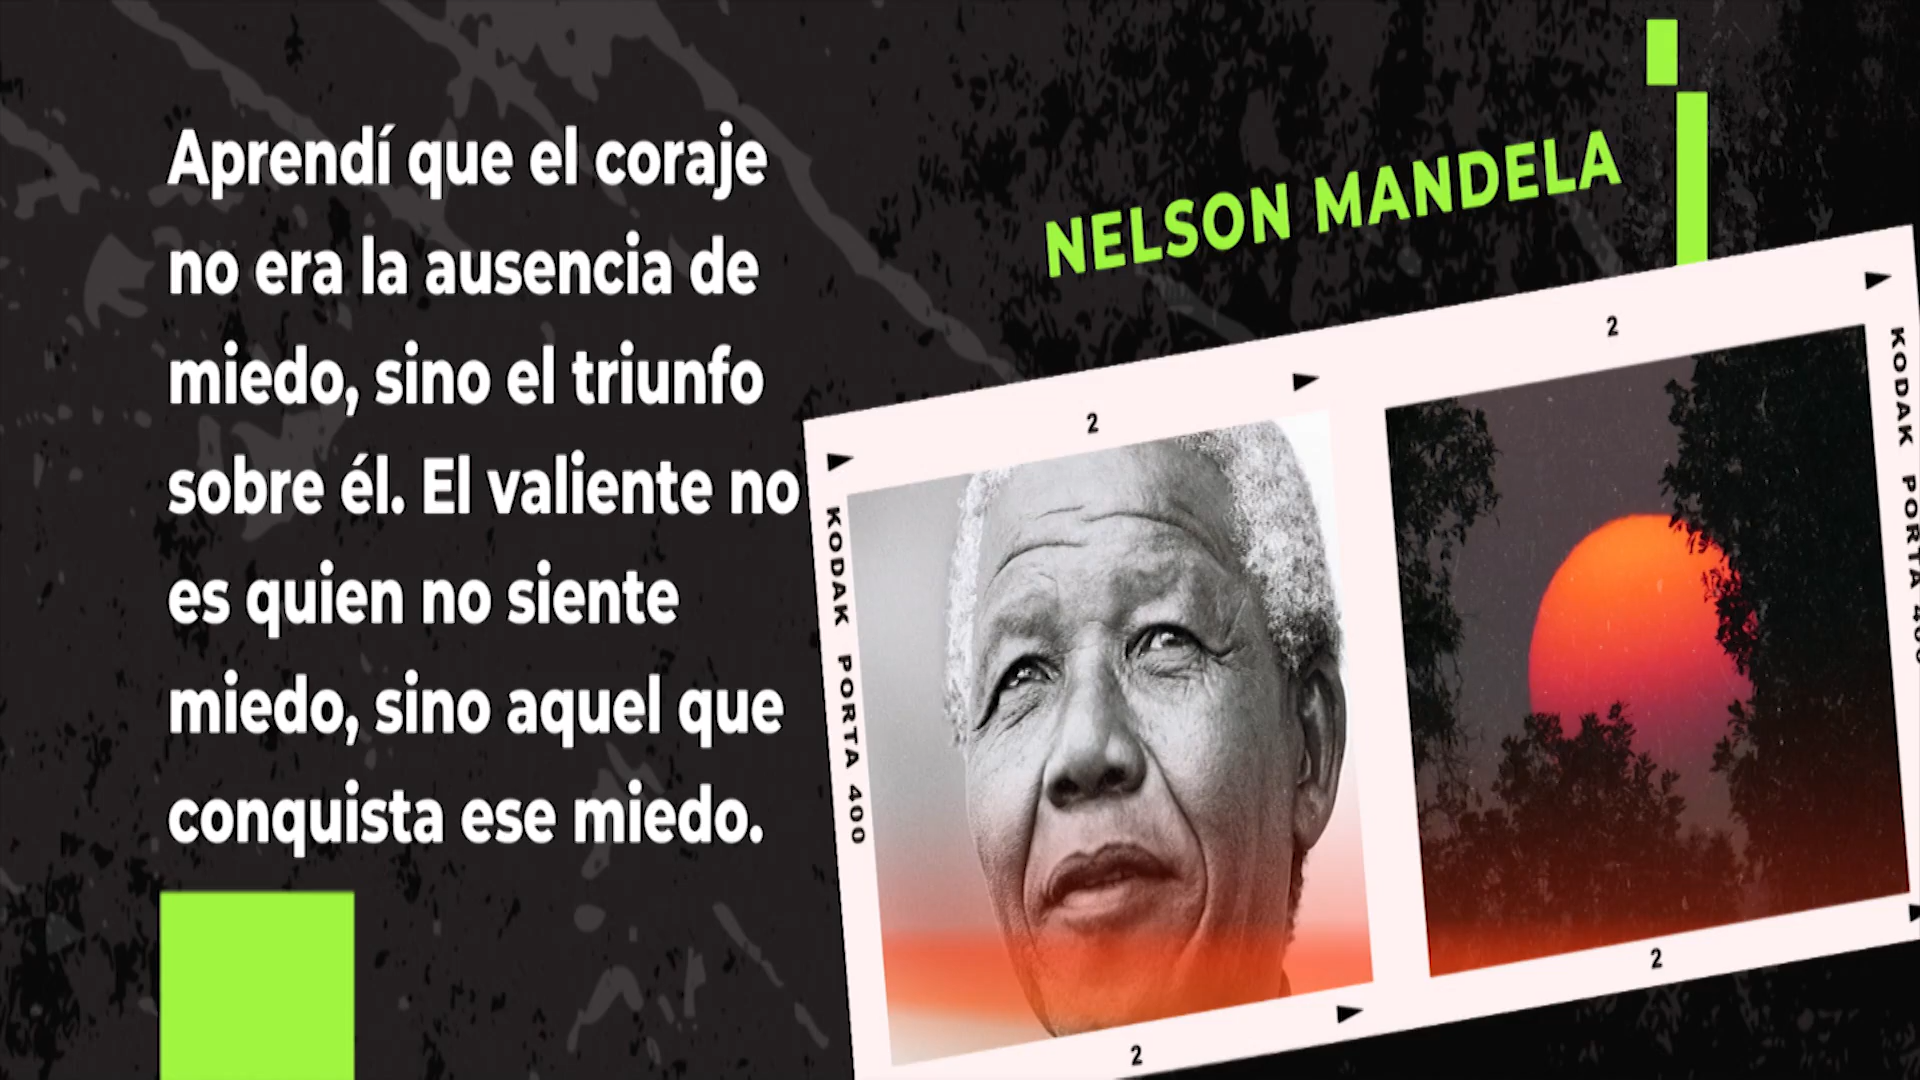 Aprendí que el coraje
no era la ausencia de
miedo, sino el triunfo
sobre él. El valiente no
es quien no siente
miedo, sino aquel que
conquista ese miedo.
NELSON MANDELA
2
2
KODAK PORTA 400
KODAK PORTA 400
2
2